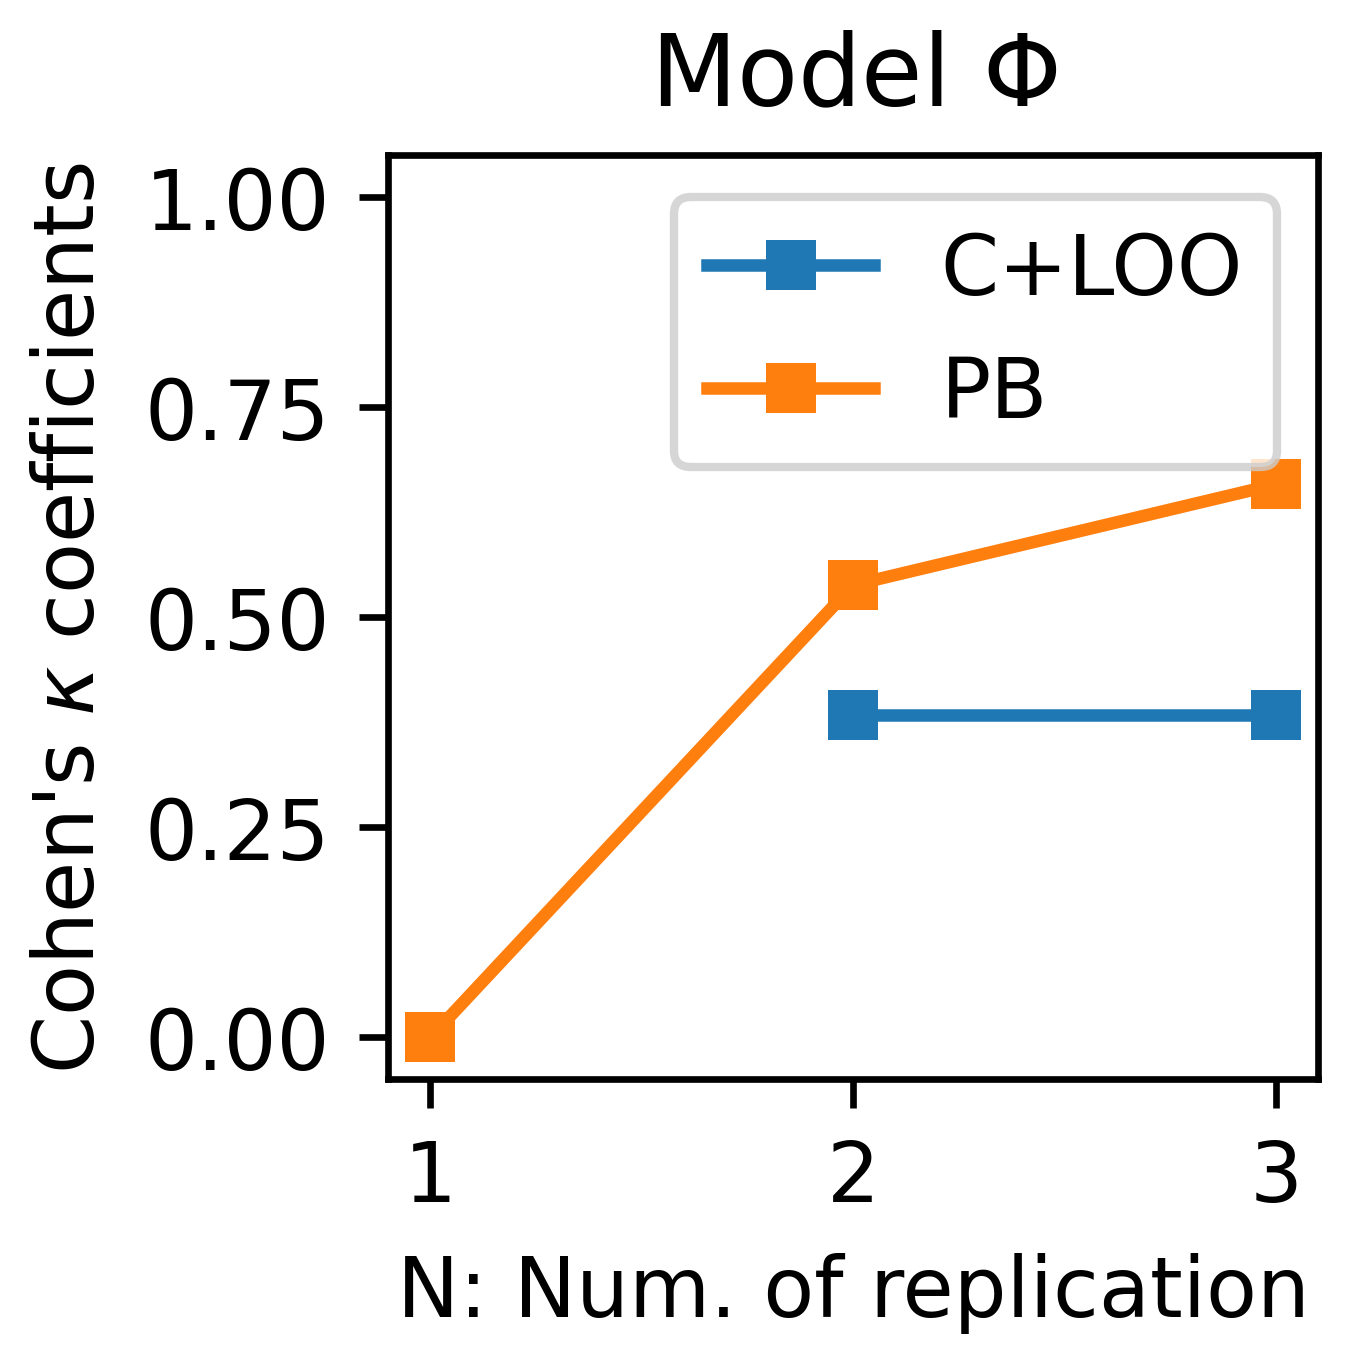 Model Φ
Cohen's κ coefficients
1.00
0.75
0.50
0.25
0.00
C+LOO
PB
1 2 3
N: Num. of replication